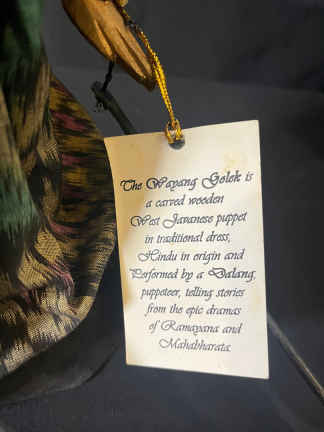 The Wayang Golek is
a carved wooden
West Javanese puppet
in traditional dress,
Hindu in origin and
Performed by a Dalang,
puppeteer, telling stories
from the epic dramas
of Ramayana and
Mahabharata.